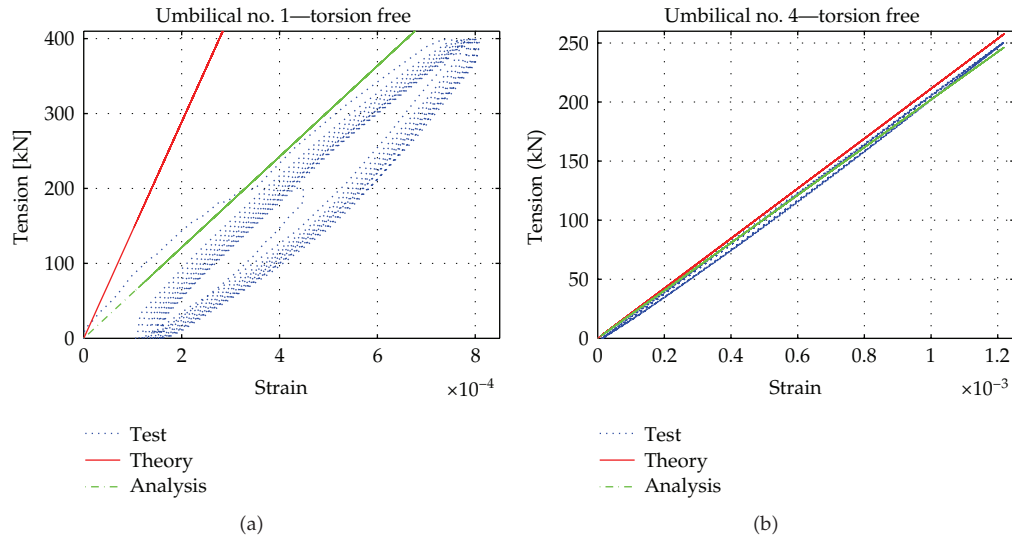 Umbilical no. 1—torsion free
400
300
200
100
0
Tension [kN]
0
2
4
6
8
Strain
×10⁻⁴
Test
Theory
Analysis
(a)
Umbilical no. 4—torsion free
250
200
150
100
50
0
Tension (kN)
0
0.2
0.4
0.6
0.8
1
1.2
Strain
×10⁻³
Test
Theory
Analysis
(b)